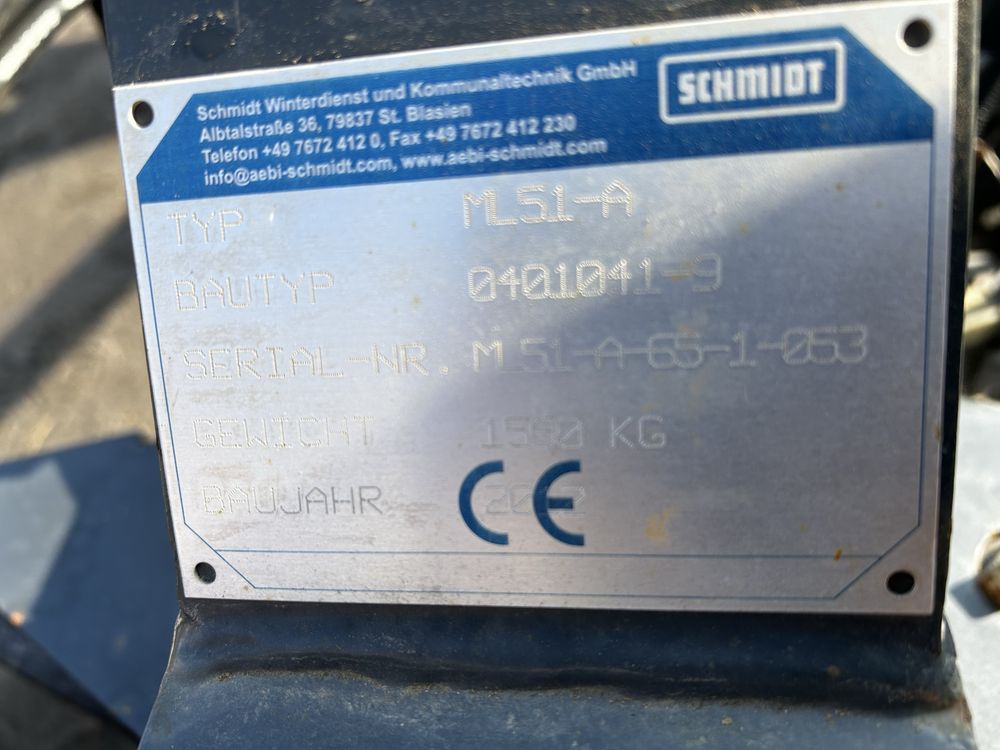 Schmidt Winterdienst und Kommunaltechnik GmbH
Albtalstraße 36, 79837 St. Blasien
Telefon +49 7672 412 0, Fax +49 7672 412 230
info@aebi-schmidt.com, www.aebi-schmidt.com
SCHMIDT
TYP ML51-A
BAUTYP 0401041-9
SERIAL-NR. ML51-A-65-1-053
GEWICHT KG
BAUJAHR
CE